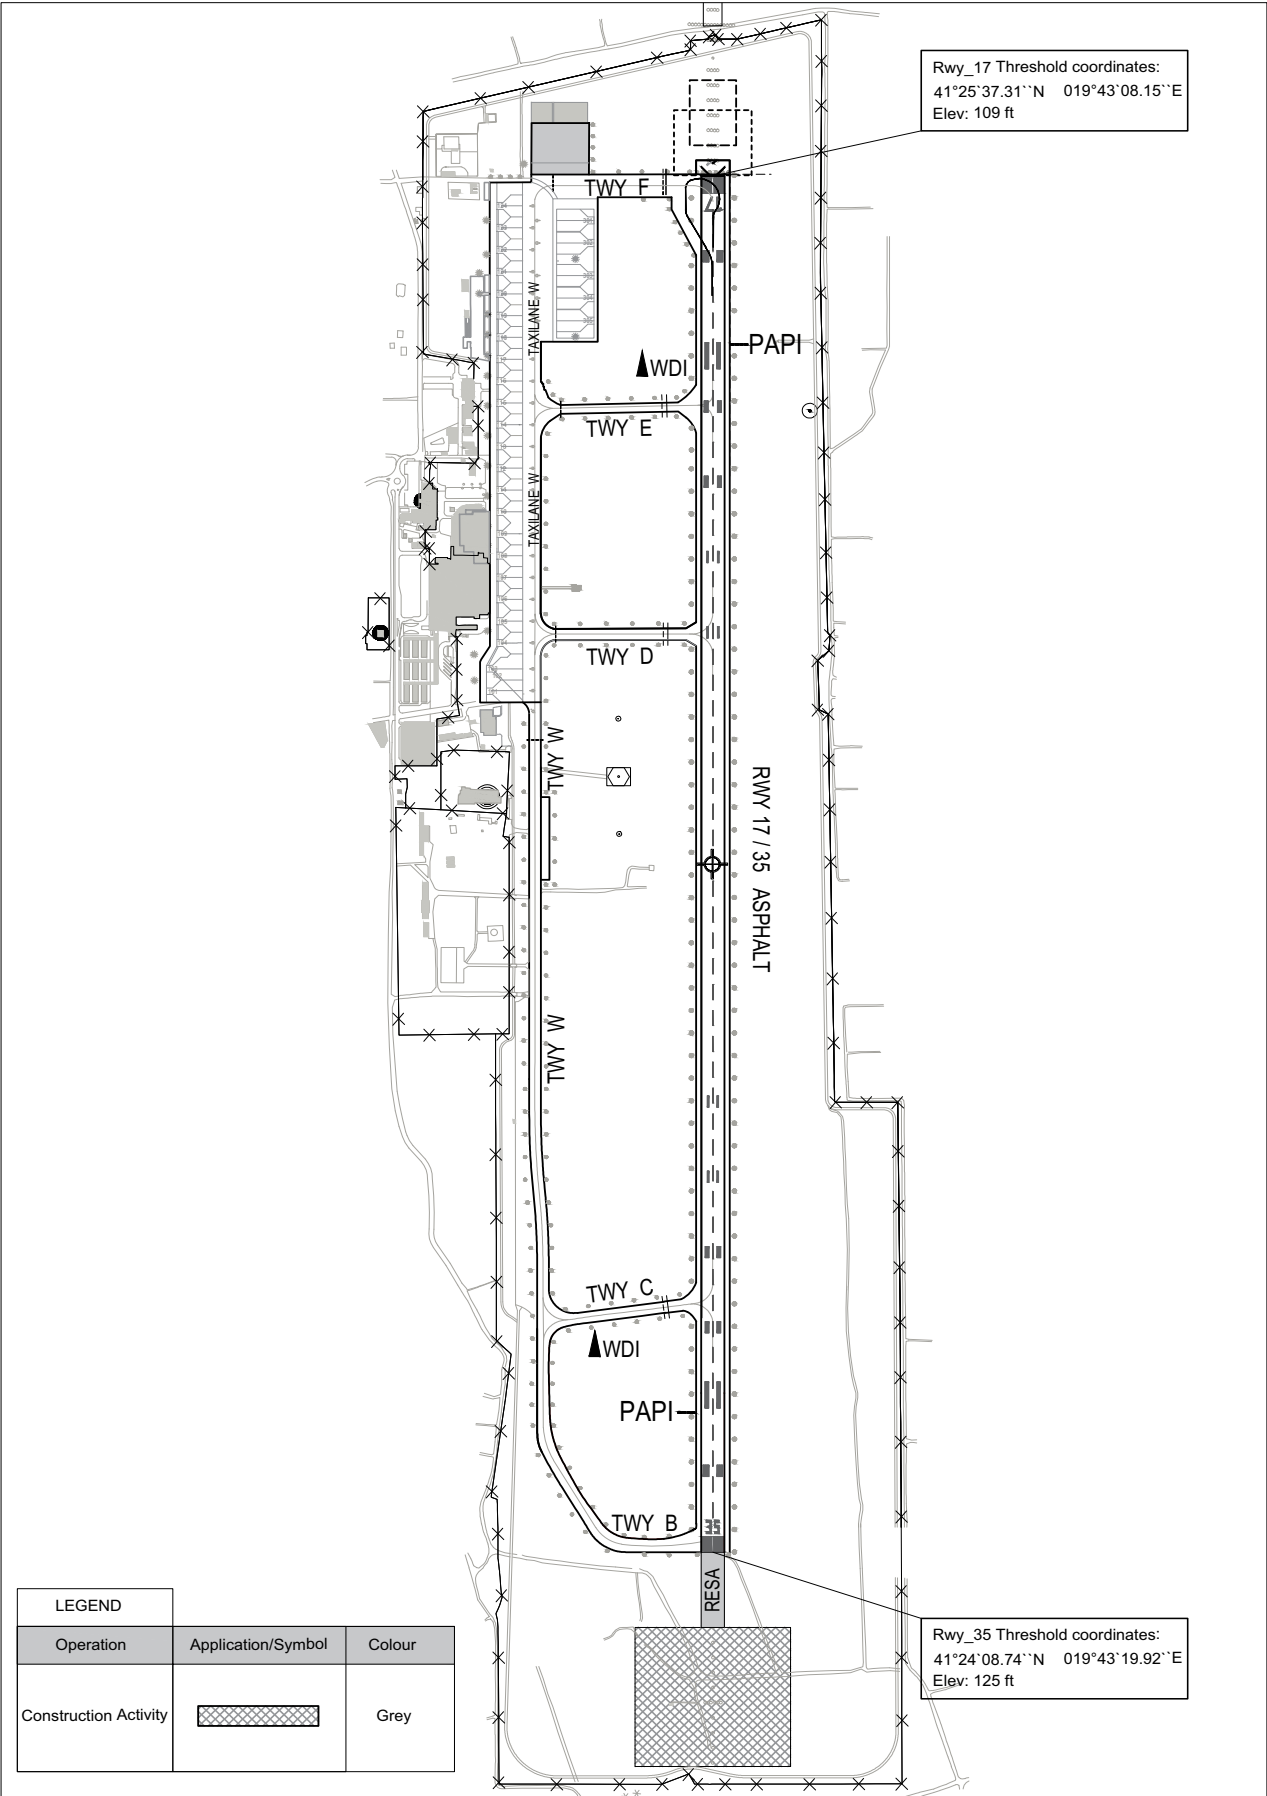 Rwy_17 Threshold coordinates:
41°25`37.31``N 019°43`08.15``E
Elev: 109 ft
TWY F
17
TAXILANE W
PAPI
WDI
TWY E
TAXILANE W
TWY D
TWY W
RWY 17 / 35 ASPHALT
TWY W
TWY C
WDI
PAPI
35
TWY B
RESA
Rwy_35 Threshold coordinates:
41°24`08.74``N 019°43`19.92``E
Elev: 125 ft
LEGEND
Operation Application/Symbol Colour
Construction Activity Grey